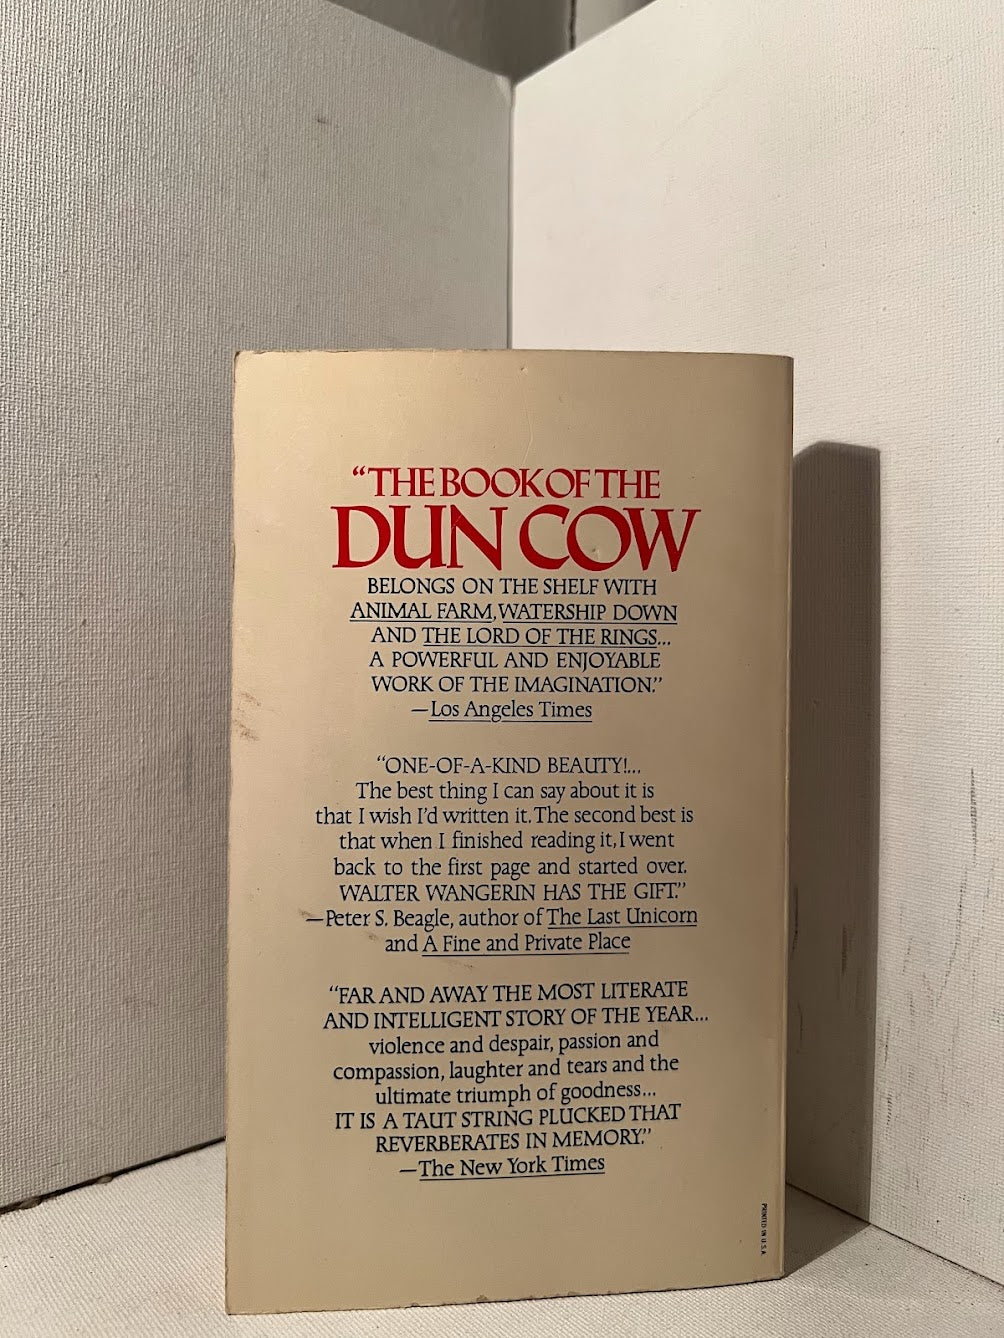 “THE BOOK OF THE
DUN COW
BELONGS ON THE SHELF WITH
ANIMAL FARM, WATERSHIP DOWN
AND THE LORD OF THE RINGS...
A POWERFUL AND ENJOYABLE
WORK OF THE IMAGINATION.”
—Los Angeles Times
“ONE-OF-A-KIND BEAUTY!...
The best thing I can say about it is
that I wish I’d written it. The second best is
that when I finished reading it, I went
back to the first page and started over.
WALTER WANGERIN HAS THE GIFT.”
—Peter S. Beagle, author of The Last Unicorn
and A Fine and Private Place
“FAR AND AWAY THE MOST LITERATE
AND INTELLIGENT STORY OF THE YEAR...
violence and despair, passion and
compassion, laughter and tears and the
ultimate triumph of goodness...
IT IS A TAUT STRING PLUCKED THAT
REVERBERATES IN MEMORY.”
—The New York Times
PRINTED IN U.S.A.